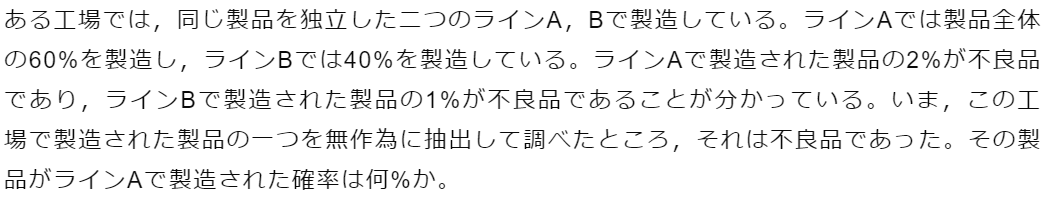 ある工場では，同じ製品を独立した二つのラインA，Bで製造している。ラインAでは製品全体
の60%を製造し，ラインBでは40%を製造している。ラインAで製造された製品の2%が不良品
であり，ラインBで製造された製品の1%が不良品であることが分かっている。いま，この工
場で製造された製品の一つを無作為に抽出して調べたところ，それは不良品であった。その製
品がラインAで製造された確率は何%か。